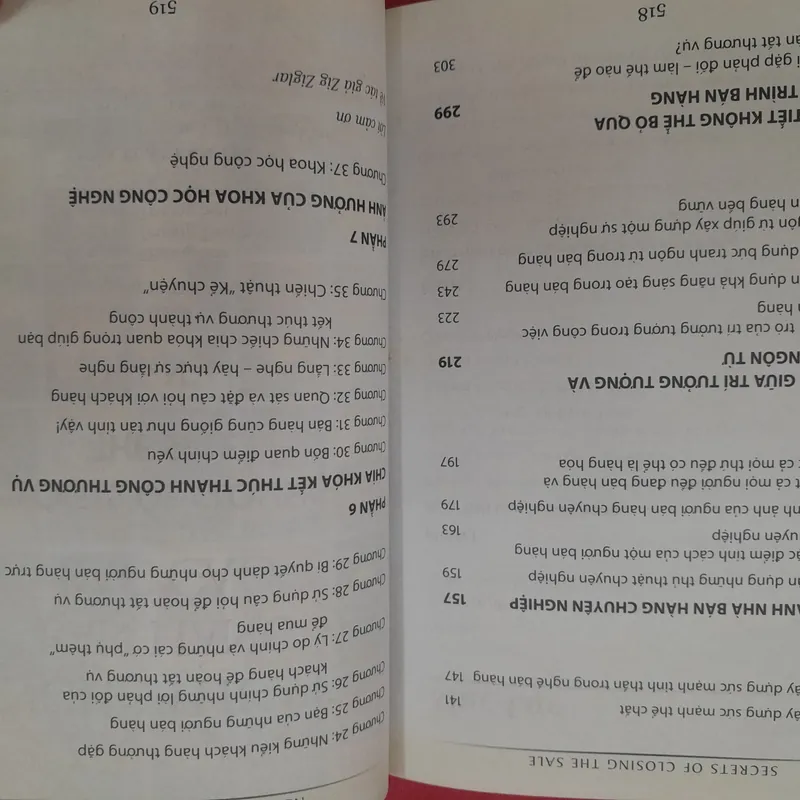 SECRETS OF CLOSING THE SALE
dựng sức mạnh thể chất 141
dựng sức mạnh tinh thần trong nghề bán hàng 147
NHÀ BÁN HÀNG CHUYÊN NGHIỆP 157
dụng những thủ thuật chuyên nghiệp 159
điểm tính cách của một người bán hàng
nghiệp 163
ảnh của người bán hàng chuyên nghiệp 179
cả mọi người đều đang bán hàng và
cả mọi thứ đều có thể là hàng hóa 197
GIỮA TRÍ TƯỞNG TƯỢNG VÀ
NGÔN TỪ 219
trò của trí tưởng tượng trong công việc
hàng 223
dụng khả năng sáng tạo trong bán hàng 243
dụng bức tranh ngôn từ trong bán hàng 279
từ giúp xây dựng một sự nghiệp
hàng bền vững 293
TIẾT KHÔNG THỂ BỎ QUA
TRÌNH BÁN HÀNG 299
gặp phản đối – làm thế nào để
tất thương vụ? 303
518
Chương 24: Những kiểu khách hàng thường gặp
Chương 25: Bạn của những người bán hàng
Chương 26: Sử dụng chính những lời phản đối của
khách hàng để hoàn tất thương vụ
Chương 27: Lý do chính và những cái cớ “phụ thêm”
để mua hàng
Chương 28: Sử dụng câu hỏi để hoàn tất thương vụ
Chương 29: Bí quyết dành cho những người bán hàng trực
PHẦN 6
CHÌA KHÓA KẾT THÚC THÀNH CÔNG THƯƠNG VỤ
Chương 30: Bốn quan điểm chính yếu
Chương 31: Bán hàng cũng giống như tán tỉnh vậy!
Chương 32: Quan sát và đặt câu hỏi với khách hàng
Chương 33: Lắng nghe – hãy thực sự lắng nghe
Chương 34: Những chiếc chìa khóa quan trọng giúp bạn
kết thúc thương vụ thành công
Chương 35: Chiến thuật “Kể chuyện”
PHẦN 7
ẢNH HƯỞNG CỦA KHOA HỌC CÔNG NGHỆ
Chương 37: Khoa học công nghệ
Lời cảm ơn
Về tác giả Zig Ziglar
519